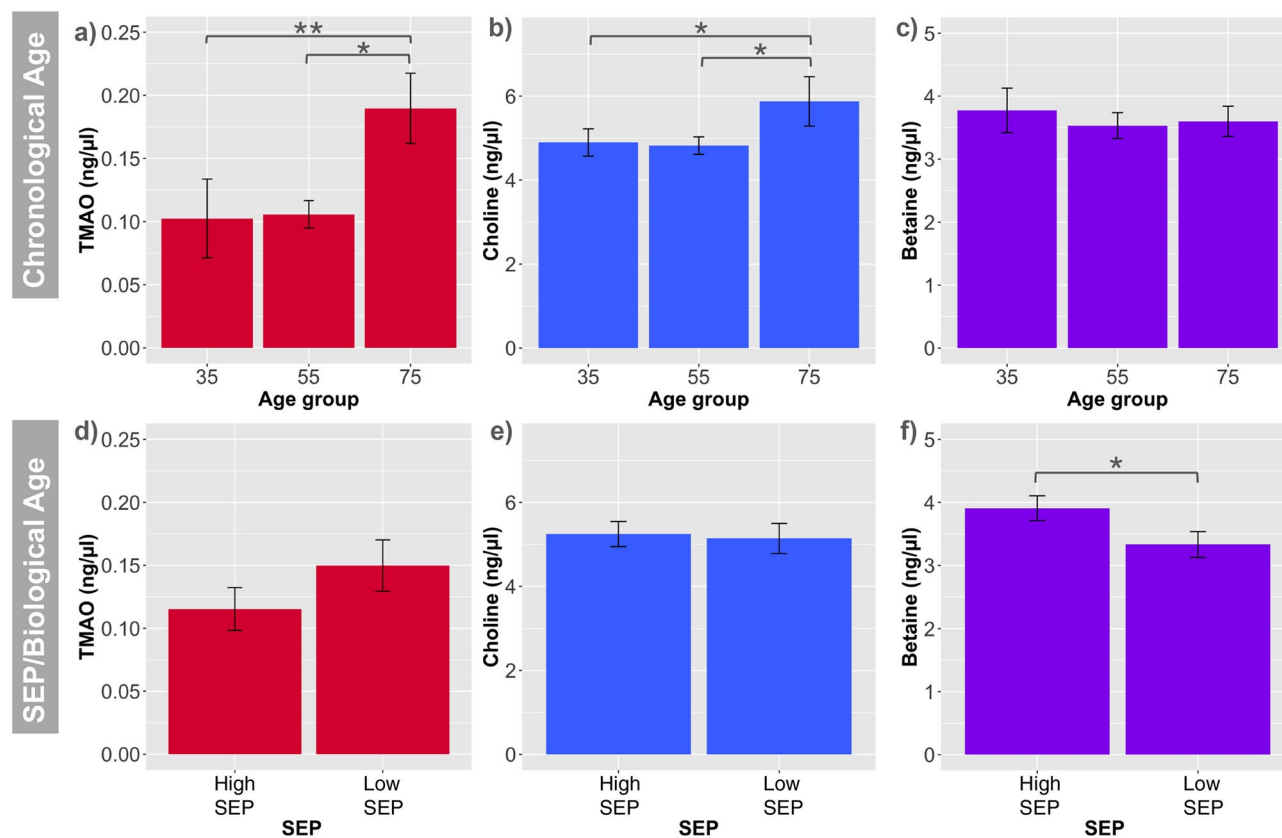 Chronological Age
a)
**
*
0.25
0.20
0.15
0.10
0.05
0.00
TMAO (ng/µl)
35 55 75
Age group
b)
*
*
6
4
2
0
Choline (ng/µl)
35 55 75
Age group
c)
5
4
3
2
1
0
Betaine (ng/µl)
35 55 75
Age group
SEP/Biological Age
d)
0.25
0.20
0.15
0.10
0.05
0.00
TMAO (ng/µl)
High Low
SEP SEP
SEP
e)
6
4
2
0
Choline (ng/µl)
High Low
SEP SEP
SEP
f)
*
5
4
3
2
1
0
Betaine (ng/µl)
High Low
SEP SEP
SEP